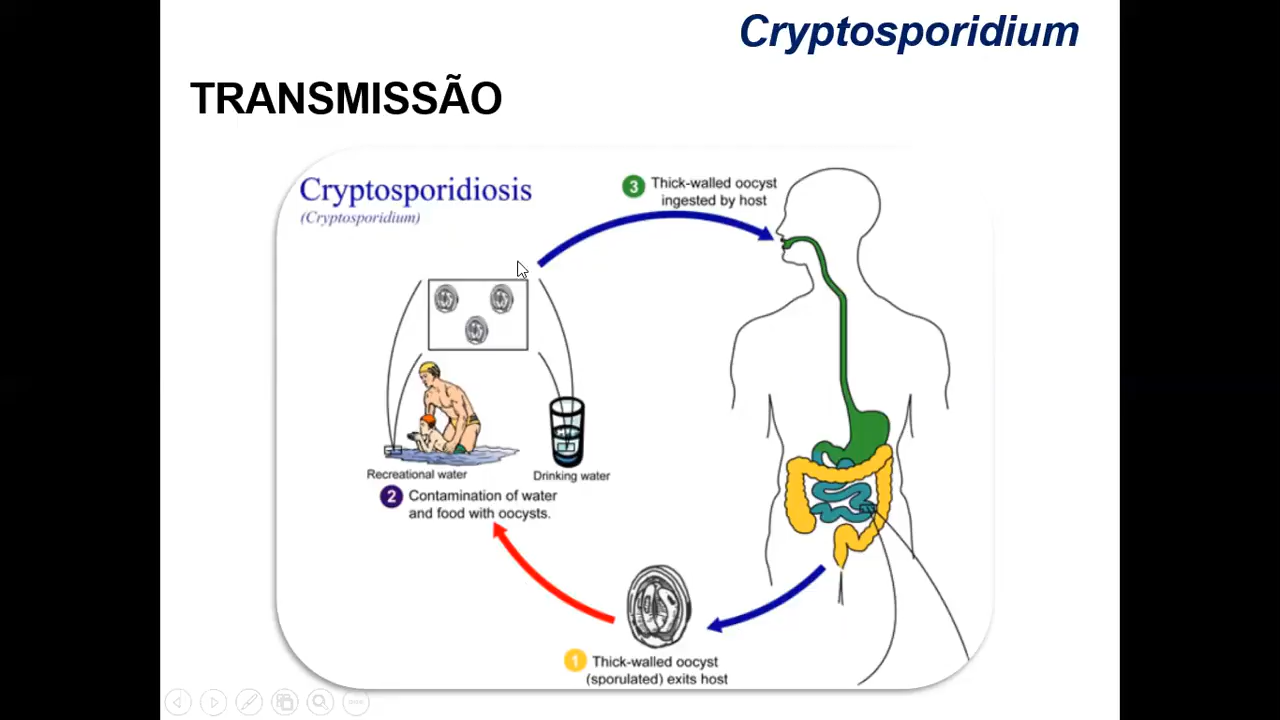 Cryptosporidium
TRANSMISSÃO
Cryptosporidiosis
(Cryptosporidium)
3 Thick-walled oocyst
ingested by host
Recreational water
Drinking water
2 Contamination of water
and food with oocysts.
1 Thick-walled oocyst
(sporulated) exits host